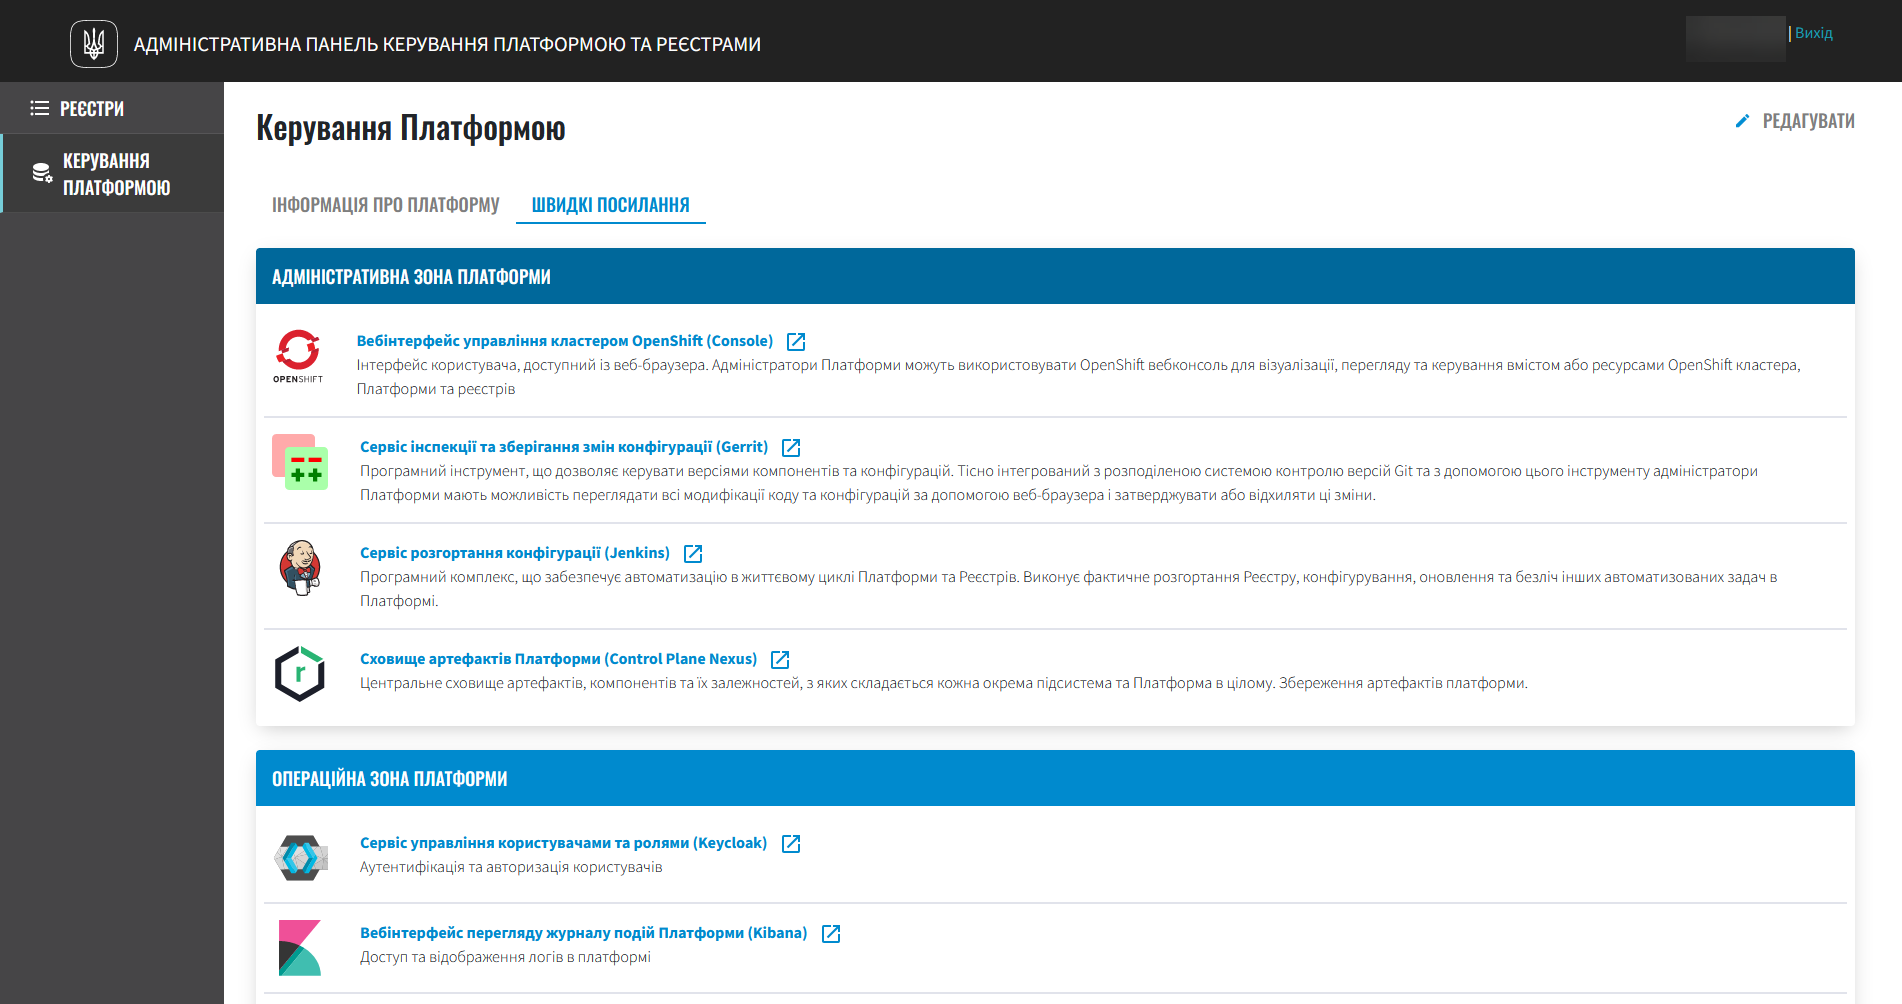 АДМІНІСТРАТИВНА ПАНЕЛЬ КЕРУВАННЯ ПЛАТФОРМОЮ ТА РЕЄСТРАМИ
| Вихід
РЕЄСТРИ
КЕРУВАННЯ
ПЛАТФОРМОЮ
Керування Платформою
РЕДАГУВАТИ
ІНФОРМАЦІЯ ПРО ПЛАТФОРМУ
ШВИДКІ ПОСИЛАННЯ
АДМІНІСТРАТИВНА ЗОНА ПЛАТФОРМИ
OPENSHIFT
Вебінтерфейс управління кластером OpenShift (Console)
Інтерфейс користувача, доступний із веб-браузера. Адміністратори Платформи можуть використовувати OpenShift вебконсоль для візуалізації, перегляду та керування вмістом або ресурсами OpenShift кластера,
Платформи та реєстрів
Сервіс інспекції та зберігання змін конфігурації (Gerrit)
Програмний інструмент, що дозволяє керувати версіями компонентів та конфігурацій. Тісно інтегрований з розподіленою системою контролю версій Git та з допомогою цього інструменту адміністратори
Платформи мають можливість переглядати всі модифікації коду та конфігурацій за допомогою веб-браузера і затверджувати або відхиляти ці зміни.
Сервіс розгортання конфігурації (Jenkins)
Програмний комплекс, що забезпечує автоматизацію в життєвому циклі Платформи та Реєстрів. Виконує фактичне розгортання Реєстру, конфігурування, оновлення та безліч інших автоматизованих задач в
Платформі.
r
Сховище артефактів Платформи (Control Plane Nexus)
Центральне сховище артефактів, компонентів та їх залежностей, з яких складається кожна окрема підсистема та Платформа в цілому. Збереження артефактів платформи.
ОПЕРАЦІЙНА ЗОНА ПЛАТФОРМИ
Сервіс управління користувачами та ролями (Keycloak)
Аутентифікація та авторизація користувачів
Вебінтерфейс перегляду журналу подій Платформи (Kibana)
Доступ та відображення логів в платформі